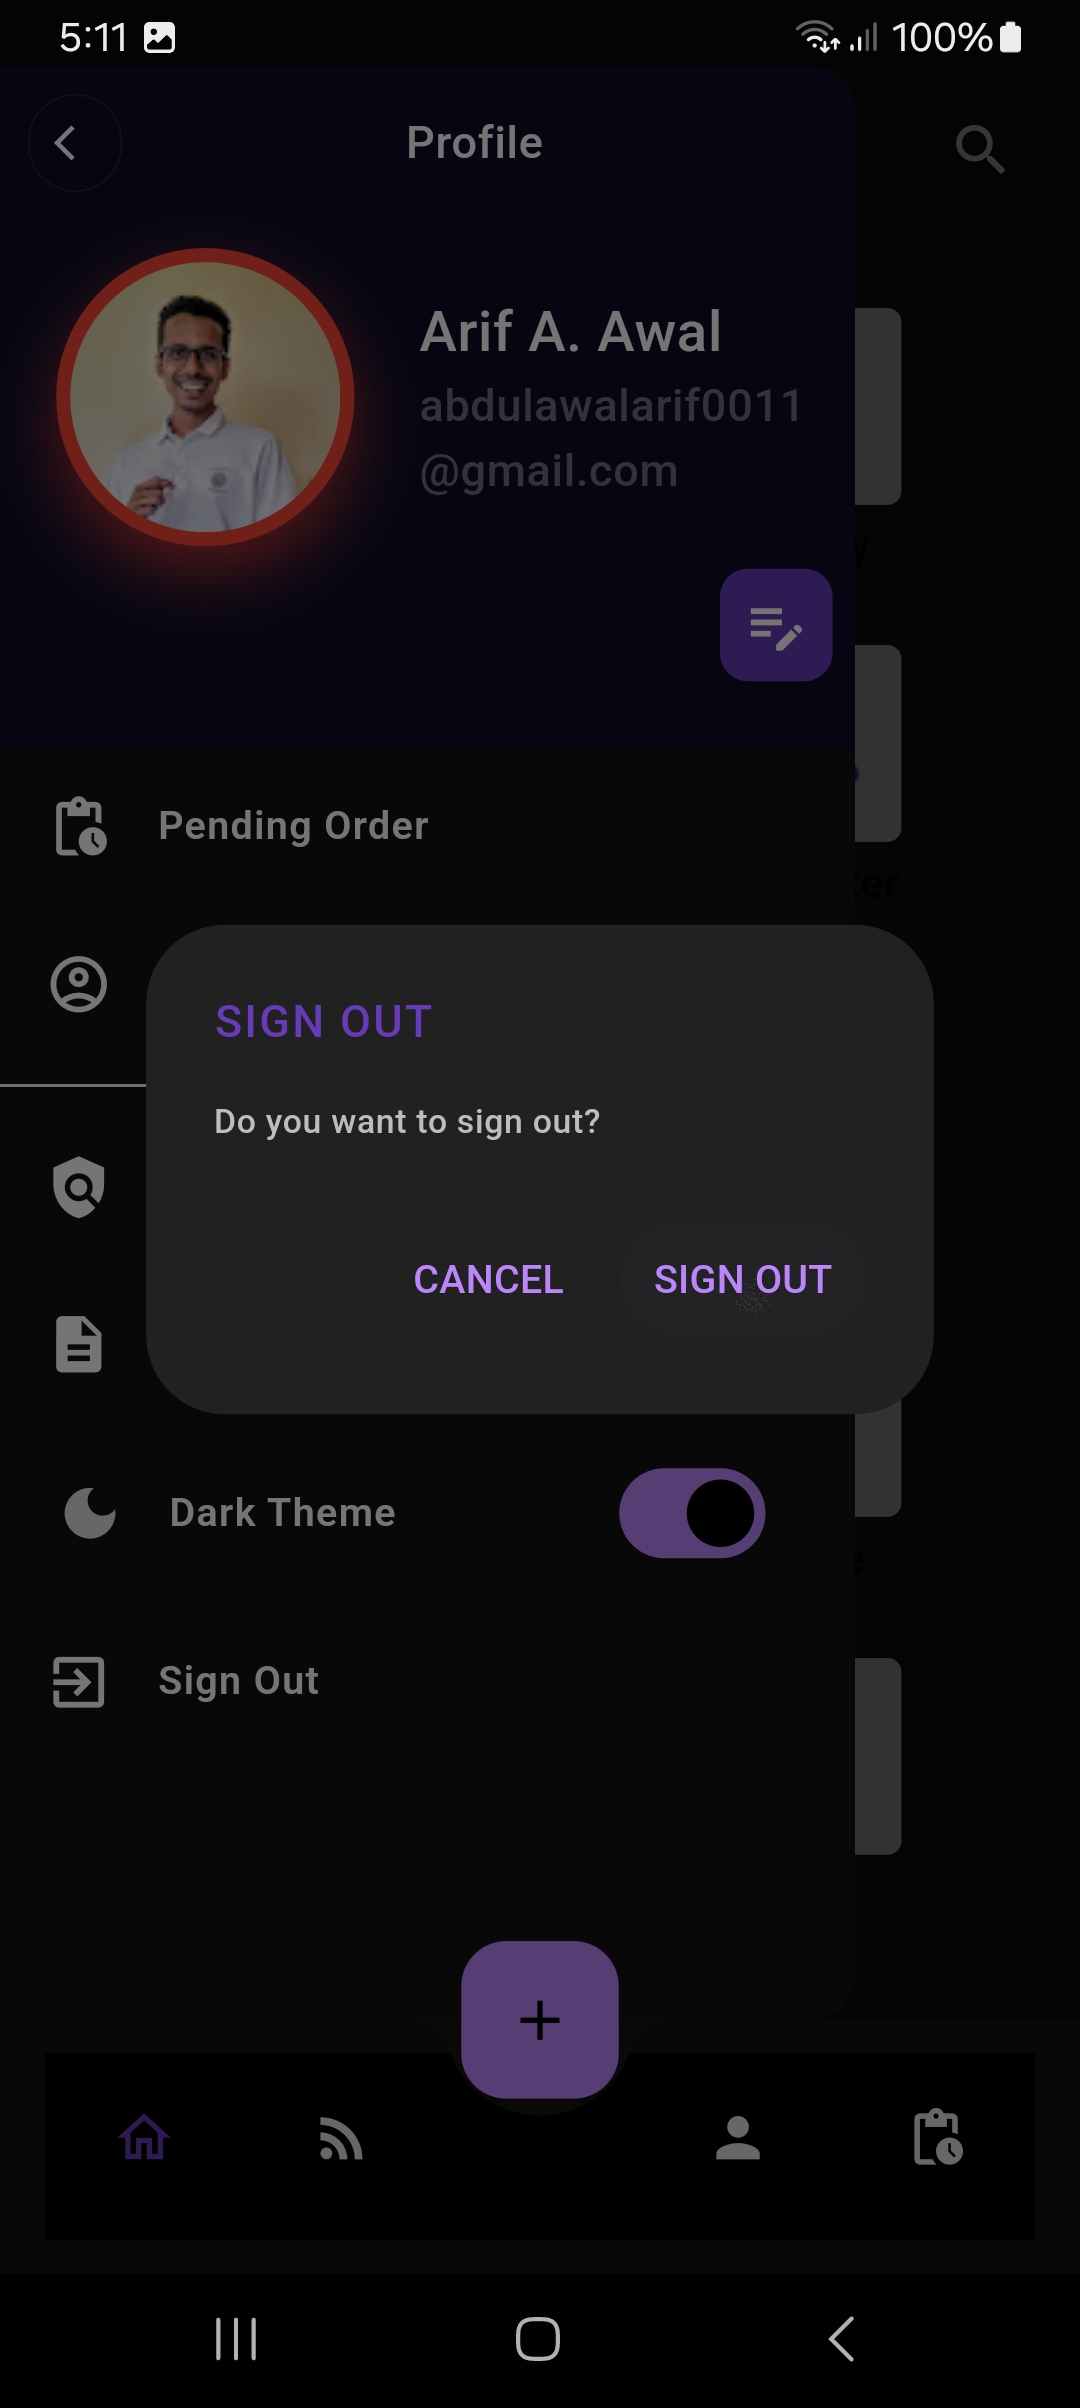 5:11
100%
Profile
Arif A. Awal
abdulawalarif0011
@gmail.com
Pending Order
SIGN OUT
Do you want to sign out?
CANCEL
SIGN OUT
Dark Theme
Sign Out